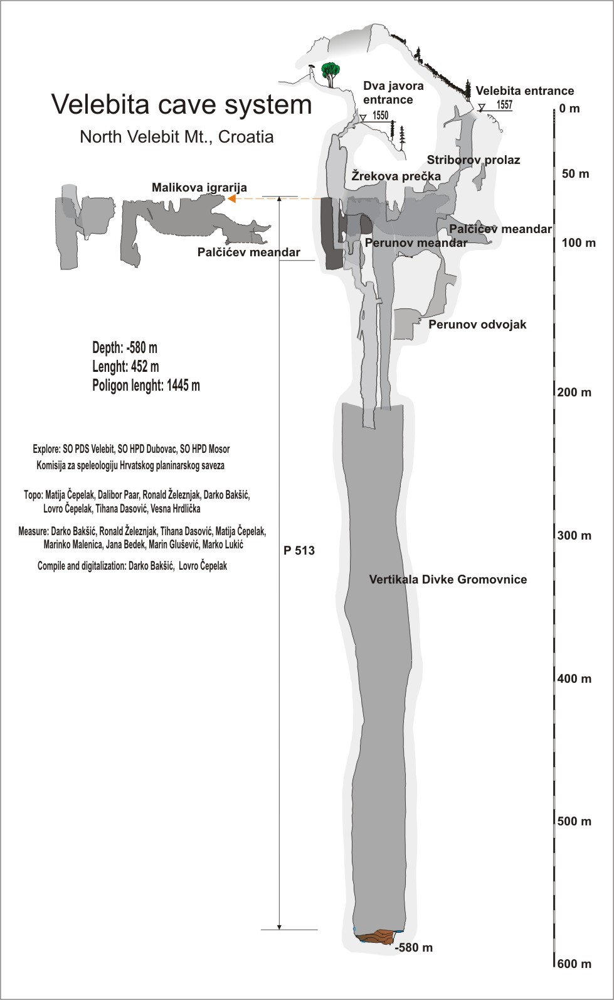 Velebita cave system
North Velebit Mt., Croatia
Dva javora
entrance
1550
Velebita entrance
1557
0 m
Striborov prolaz
50 m
Žrekova prečka
Malikova igrarija
Palčićev meandar
Perunov meandar
100 m
Palčićev meandar
Perunov odvojak
Depth: -580 m
Lenght: 452 m
Poligon lenght: 1445 m
200 m
Explore: SO PDS Velebit, SO HPD Dubovac, SO HPD Mosor
Komisija za speleologiju Hrvatskog planinarskog saveza
Topo: Matija Čepelak, Dalibor Paar, Ronald Železnjak, Darko Bakšić,
Lovro Čepelak, Tihana Dasović, Vesna Hrdlička
Measure: Darko Bakšić, Ronald Železnjak, Tihana Dasović, Matija Čepelak,
Marinko Malenica, Jana Bedek, Marin Glušević, Marko Lukić
Compile and digitalization: Darko Bakšić, Lovro Čepelak
300 m
P 513
Vertikala Divke Gromovnice
400 m
500 m
-580 m
600 m